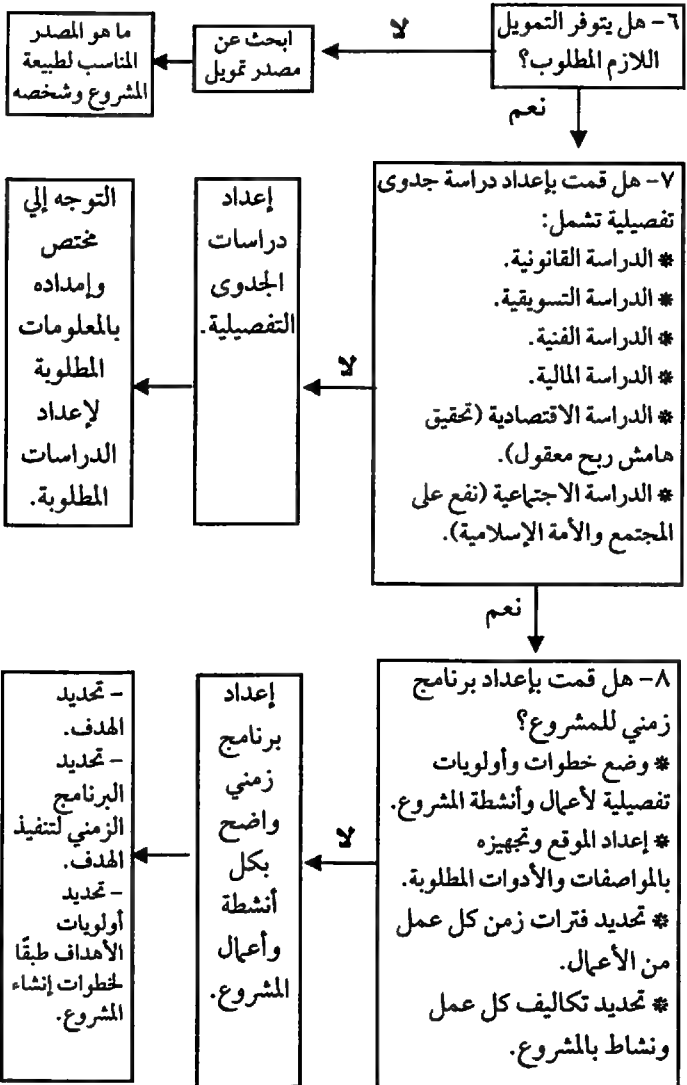 ٦- هل يتوفر التمويل
اللازم المطلوب؟
لا
ابحث عن
مصدر تمويل
ما هو المصدر
المناسب لطبيعة
المشروع وشخصه
نعم
٧- هل قمت بإعداد دراسة جدوى
تفصيلية تشمل:
* الدراسة القانونية.
* الدراسة التسويقية.
* الدراسة الفنية.
* الدراسة المالية.
* الدراسة الاقتصادية (تحقيق
هامش ربح معقول).
* الدراسة الاجتماعية (نفع على
المجتمع والأمة الإسلامية).
لا
إعداد
دراسات
الجدوى
التفصيلية.
التوجه إلي
مختص
وإمداده
بالمعلومات
المطلوبة
لإعداد
الدراسات
المطلوبة.
نعم
٨- هل قمت بإعداد برنامج
زمني للمشروع؟
* وضع خطوات وأولويات
تفصيلية لأعمال وأنشطة المشروع.
* إعداد الموقع وتجهيزه
بالمواصفات والأدوات المطلوبة.
* تحديد فترات زمن كل عمل
من الأعمال.
* تحديد تكاليف كل عمل
ونشاط بالمشروع.
لا
إعداد
برنامج
زمني
واضح
بكل
أنشطة
وأعمال
المشروع.
- تحديد
الهدف.
- تحديد
البرنامج
الزمني لتنفيذ
الهدف.
- تحديد
أولويات
الأهداف طبقًا
لخطوات إنشاء
المشروع.